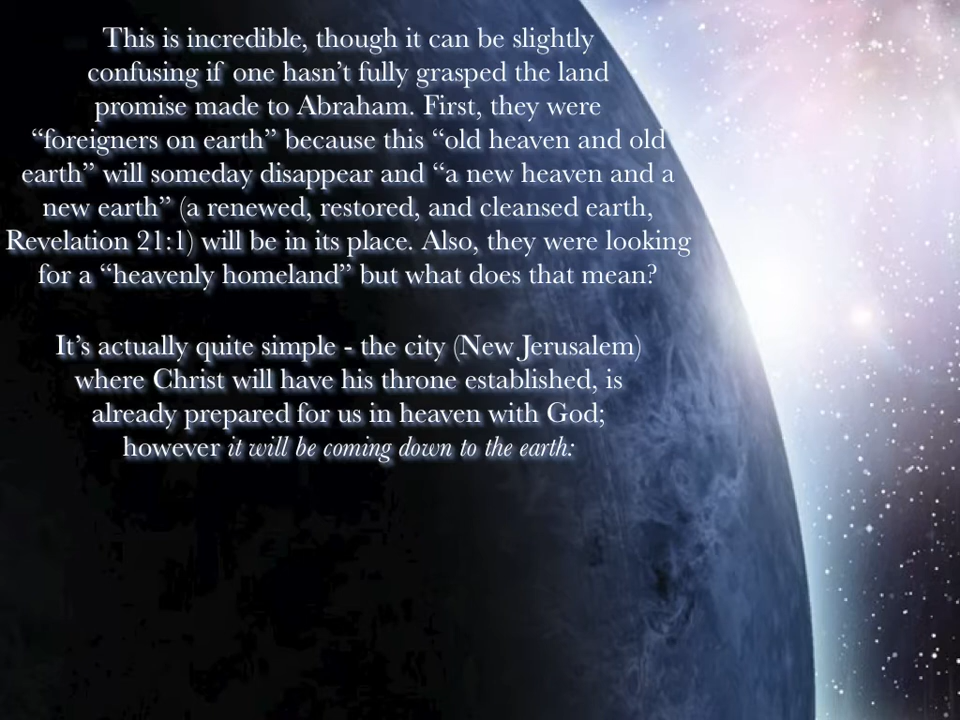 This is incredible, though it can be slightly
confusing if one hasn’t fully grasped the land
promise made to Abraham. First, they were
“foreigners on earth” because this “old heaven and old
earth” will someday disappear and “a new heaven and a
new earth” (a renewed, restored, and cleansed earth,
Revelation 21:1) will be in its place. Also, they were looking
for a “heavenly homeland” but what does that mean?
It’s actually quite simple - the city (New Jerusalem)
where Christ will have his throne established, is
already prepared for us in heaven with God;
however it will be coming down to the earth: